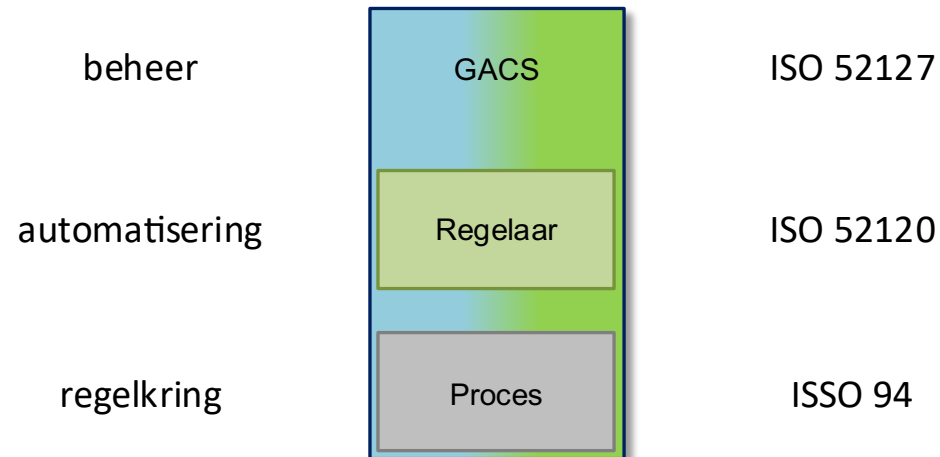 beheer GACS ISO 52127
automatisering Regelaar ISO 52120
regelkring Proces ISSO 94